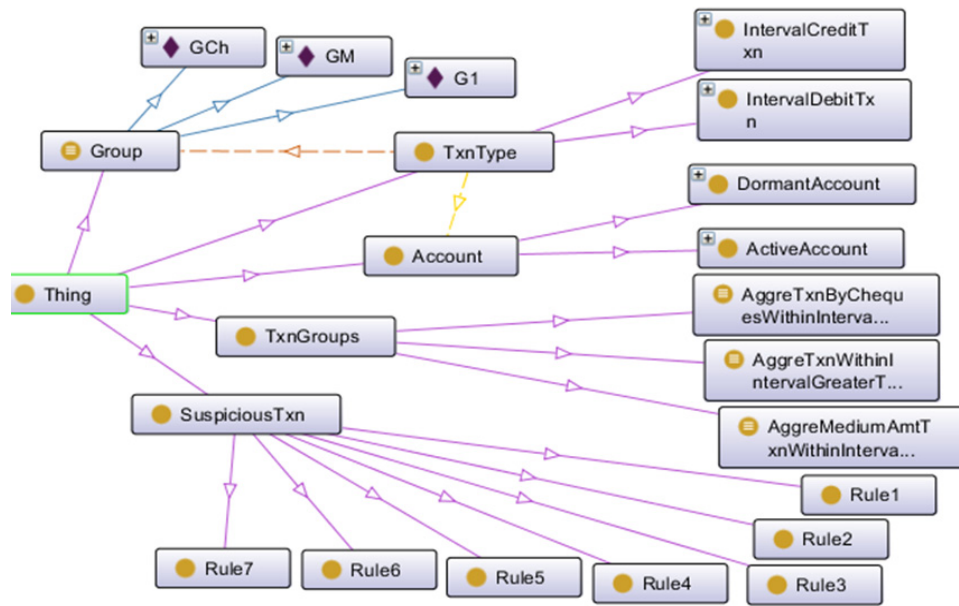 GCh
GM
G1
IntervalCreditT
xn
IntervalDebitTx
n
Group
TxnType
DormantAccount
Account
ActiveAccount
Thing
AggreTxnByChequ
esWithinInterva...
TxnGroups
AggreTxnWithinI
ntervalGreaterT...
SuspiciousTxn
AggreMediumAmtT
xnWithinInterva...
Rule1
Rule2
Rule7
Rule6
Rule5
Rule4
Rule3